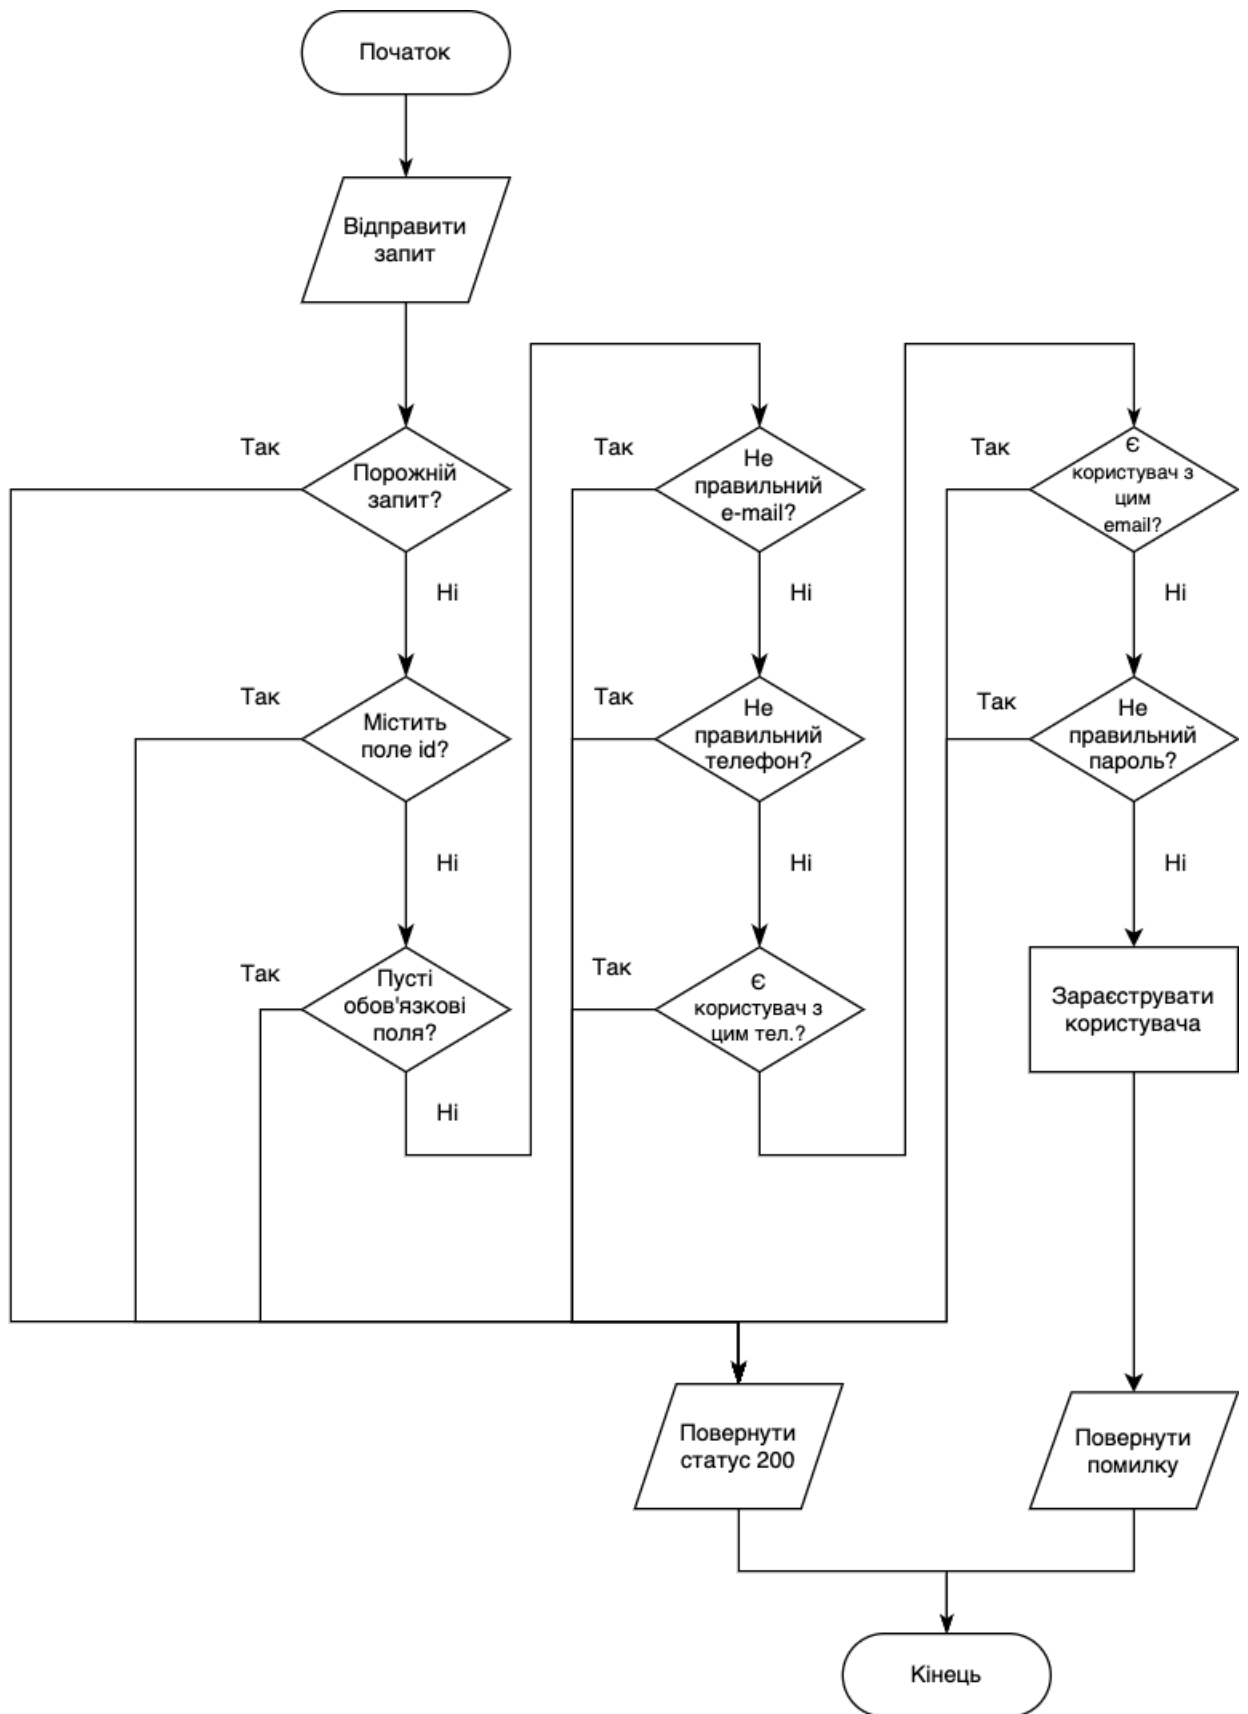 Початок
Відправити
запит
Так
Порожній
запит?
Ні
Так
Містить
поле id?
Ні
Так
Пусті
обов'язкові
поля?
Ні
Так
Не
правильний
e-mail?
Ні
Так
Не
правильний
телефон?
Ні
Так
Є
користувач з
цим тел.?
Так
Є
користувач з
цим
email?
Ні
Так
Не
правильний
пароль?
Ні
Зараєструвати
користувача
Повернути
статус 200
Повернути
помилку
Кінець